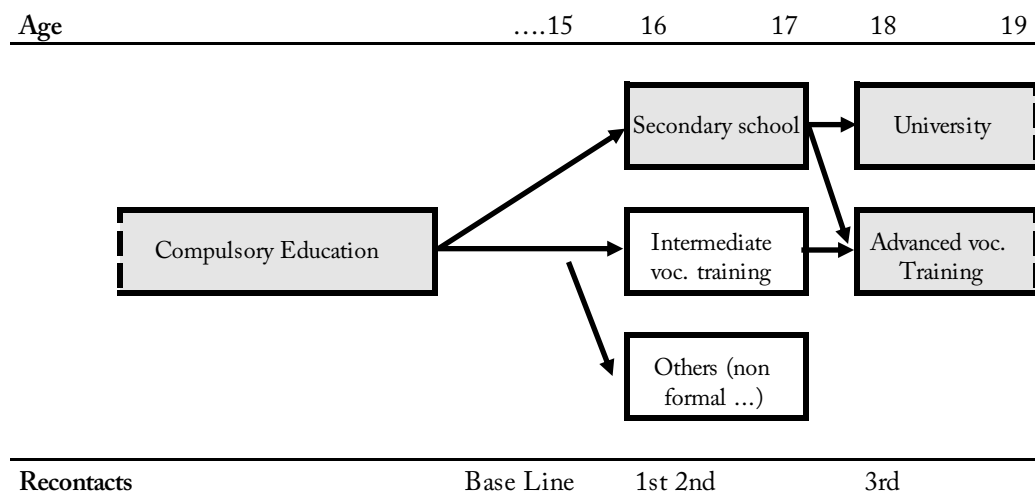 Age ….15 16 17 18 19
Secondary school University
Compulsory Education
Intermediate
voc. training
Advanced voc.
Training
Others (non
formal …)
Recontacts Base Line 1st 2nd 3rd